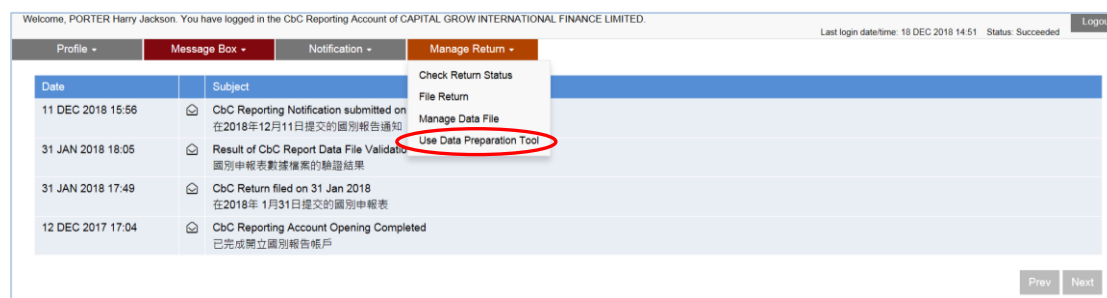 Welcome, PORTER Harry Jackson. You have logged in the CbC Reporting Account of CAPITAL GROW INTERNATIONAL FINANCE LIMITED.
Logou
Last login date/time: 18 DEC 2018 14:51 Status: Succeeded
Profile Message Box Notification Manage Return
Check Return Status
File Return
Manage Data File
Use Data Preparation Tool
Date Subject
11 DEC 2018 15:56 CbC Reporting Notification submitted on
在2018年12月11日提交的國別報告通知
31 JAN 2018 18:05 Result of CbC Report Data File Validatio
國別申報表數據檔案的驗證結果
31 JAN 2018 17:49 CbC Return filed on 31 Jan 2018
在2018年 1月31日提交的國別申報表
12 DEC 2017 17:04 CbC Reporting Account Opening Completed
已完成開立國別報告帳戶
Prev Next